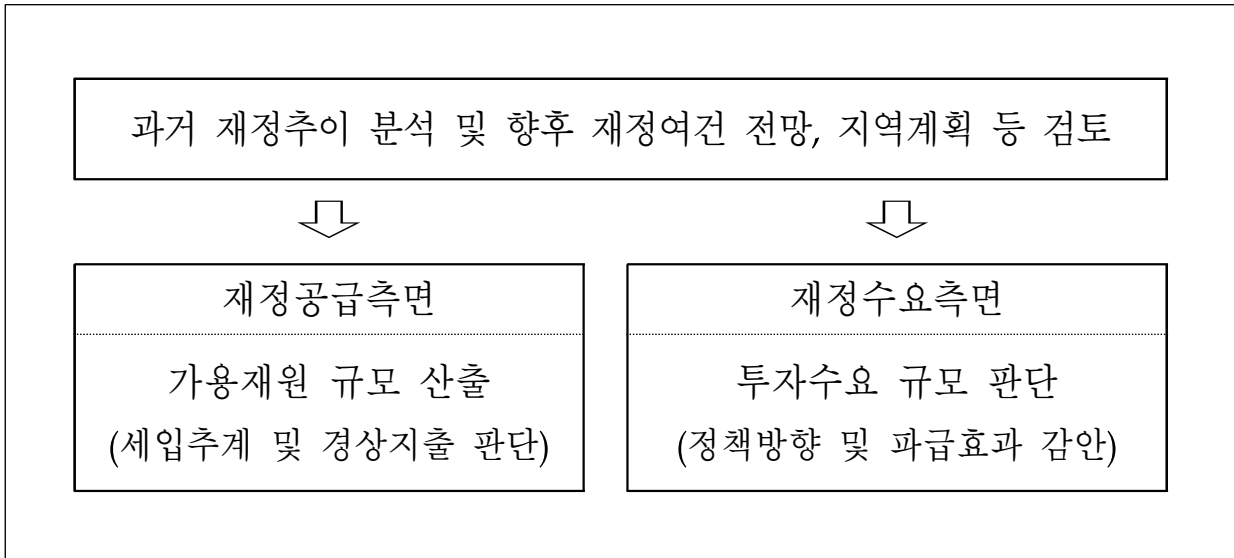 과거 재정추이 분석 및 향후 재정여건 전망, 지역계획 등 검토
재정공급측면
가용재원 규모 산출
(세입추계 및 경상지출 판단)
재정수요측면
투자수요 규모 판단
(정책방향 및 파급효과 감안)